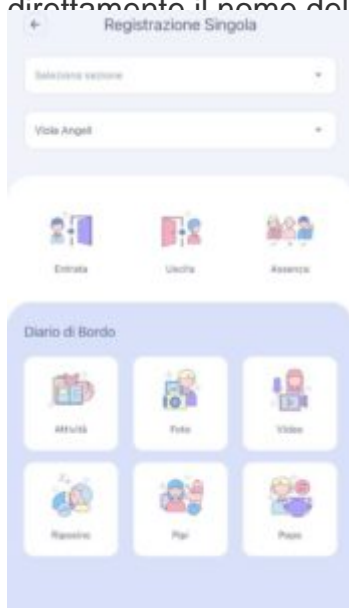 direttamente il nome del
Registrazione Singola
Seleziona sezione
Viola Angeli
Entrata Uscita Assenza
Diario di Bordo
Attività Foto Video
Riposino Pipì Popò